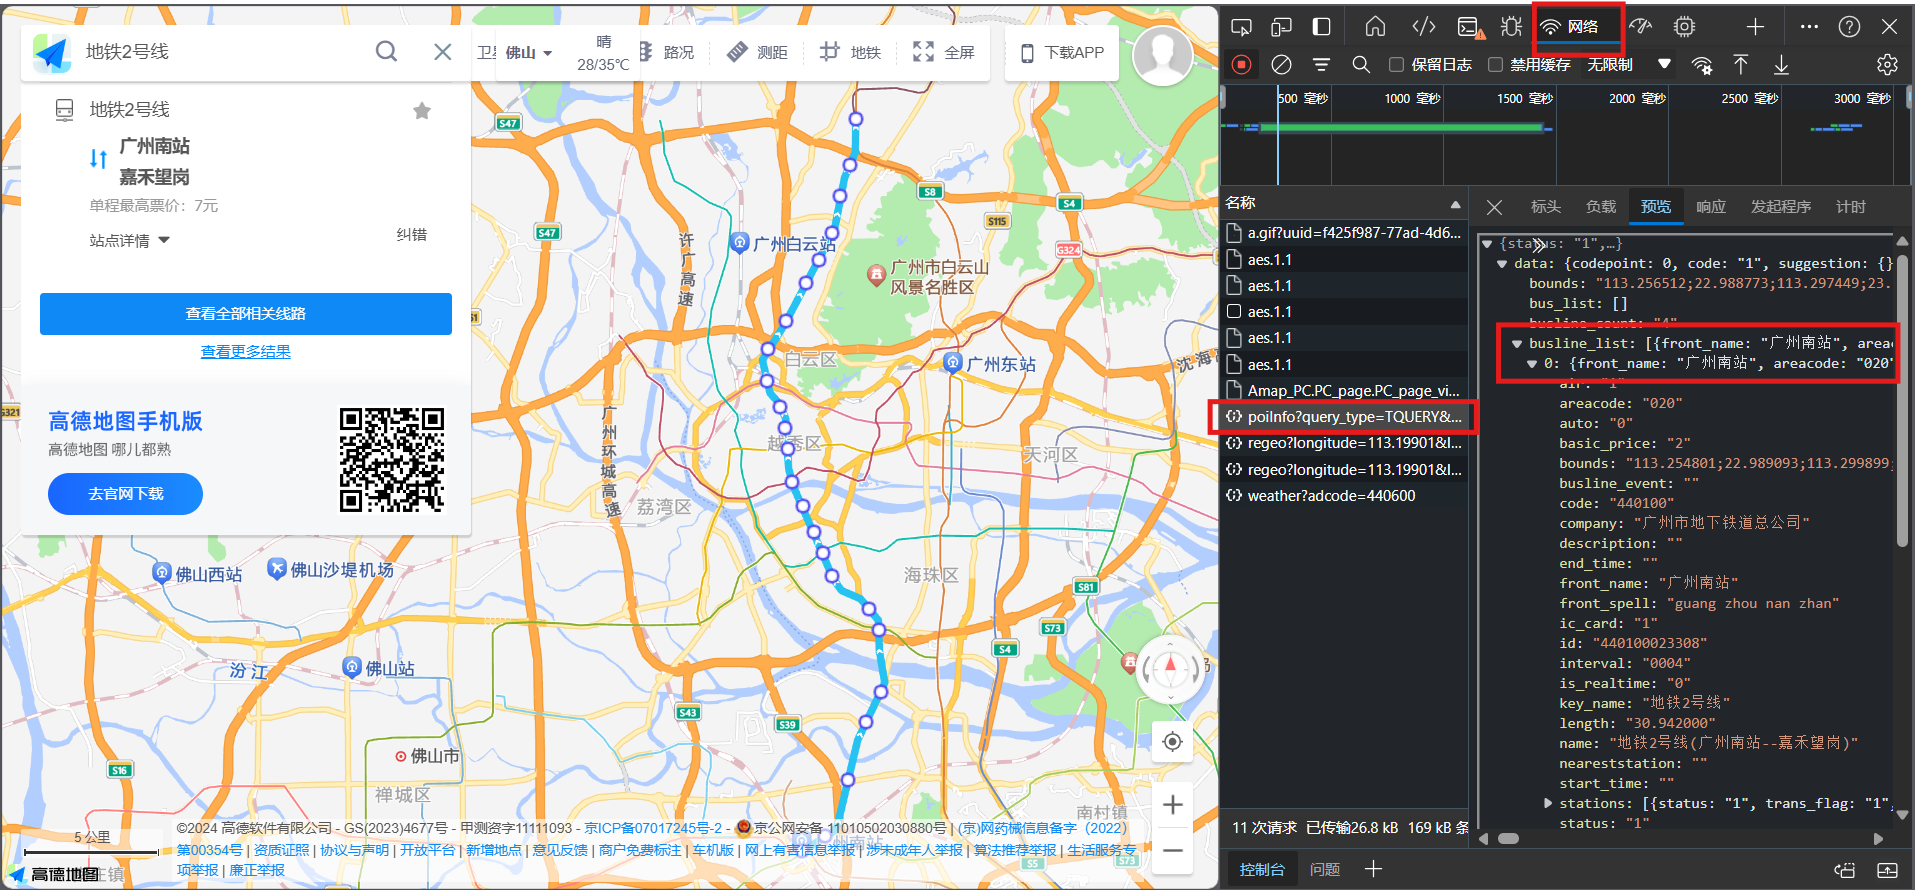 地铁2号线
卫星
佛山
晴
28/35℃
路况
测距
地铁
全屏
下载APP
地铁2号线
广州南站
嘉禾望岗
单程最高票价：7元
站点详情
纠错
查看全部相关线路
查看更多结果
高德地图手机版
高德地图 哪儿都熟
去官网下载
S47
S47
S8
S4
S115
G324
G321
S81
S73
S4
S43
S39
S16
S5
S73
许广高速
广州白云站
广州市白云山
风景名胜区
白云区
广州东站
沈海高
广州环城高速
越秀区
天河区
荔湾区
海珠区
佛山西站
佛山沙堤机场
汾江
佛山站
佛山市
禅城区
南村镇
5 公里
高德地图
©2024 高德软件有限公司 - GS(2023)4677号 - 甲测资字11111093 - 京ICP备07017245号-2 - 京公网安备 11010502030880号 | (京)网药械信息备字（2022）
第00354号 | 资质证照 | 协议与声明 | 开放平台 | 新增地点 | 意见反馈 | 商户免费标注 | 车机版 | 网上有害信息举报 | 涉未成年人举报 | 算法推荐举报 | 生活服务专
项举报 | 廉正举报
网络
保留日志
禁用缓存
无限制
500 毫秒
1000 毫秒
1500 毫秒
2000 毫秒
2500 毫秒
3000 毫秒
名称
a.gif?uuid=f425f987-77ad-4d6...
aes.1.1
aes.1.1
aes.1.1
aes.1.1
aes.1.1
Amap_PC.PC_page.PC_page_vi...
poiInfo?query_type=TQUERY&...
regeo?longitude=113.19901&l...
regeo?longitude=113.19901&l...
weather?adcode=440600
11 次请求 已传输26.8 kB 169 kB 条
标头
负载
预览
响应
发起程序
计时
{status: "1",…}
data: {codepoint: 0, code: "1", suggestion: {}
bounds: "113.256512;22.988773;113.297449;23.
bus_list: []
busline_count: "4"
busline_list: [{front_name: "广州南站", area
0: {front_name: "广州南站", areacode: "020"
air: "1"
areacode: "020"
auto: "0"
basic_price: "2"
bounds: "113.254801;22.989093;113.299899;
busline_event: ""
code: "440100"
company: "广州市地下铁道总公司"
description: ""
end_time: ""
front_name: "广州南站"
front_spell: "guang zhou nan zhan"
ic_card: "1"
id: "440100023308"
interval: "0004"
is_realtime: "0"
key_name: "地铁2号线"
length: "30.942000"
name: "地铁2号线(广州南站--嘉禾望岗)"
neareststation: ""
start_time: ""
stations: [{status: "1", trans_flag: "1",
status: "1"
控制台
问题